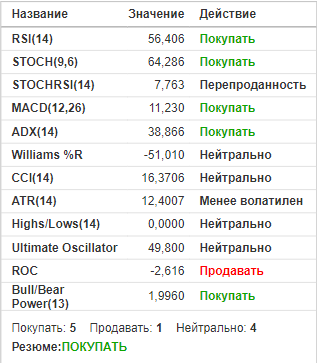 Название Значение Действие
RSI(14) 56,406 Покупать
STOCH(9,6) 64,286 Покупать
STOCHRSI(14) 7,763 Перепроданность
MACD(12,26) 11,230 Покупать
ADX(14) 38,866 Покупать
Williams %R -51,010 Нейтрально
CCI(14) 16,3706 Нейтрально
ATR(14) 12,4007 Менее волатилен
Highs/Lows(14) 0,0000 Нейтрально
Ultimate Oscillator 49,800 Нейтрально
ROC -2,616 Продавать
Bull/Bear
Power(13) 1,9960 Покупать
Покупать: 5 Продавать: 1 Нейтрально: 4
Резюме:ПОКУПАТЬ